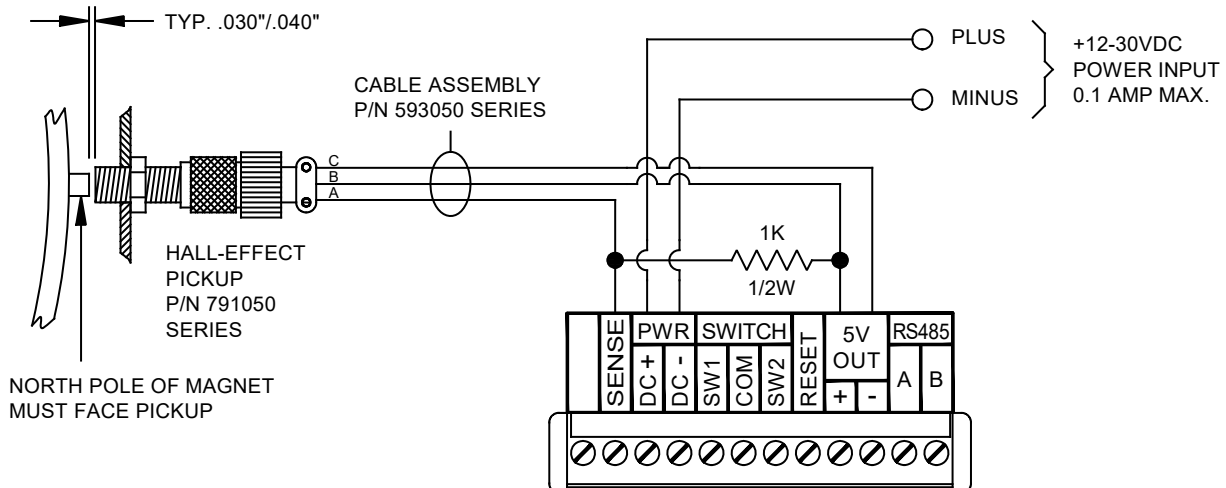 TYP. .030"/.040"
PLUS
MINUS
+12-30VDC
POWER INPUT
0.1 AMP MAX.
CABLE ASSEMBLY
P/N 593050 SERIES
C
B
A
HALL-EFFECT
PICKUP
P/N 791050
SERIES
1K
1/2W
NORTH POLE OF MAGNET
MUST FACE PICKUP
SENSE
PWR
DC +
DC -
SWITCH
SW1
COM
SW2
RESET
5V
OUT
+
-
RS485
A
B